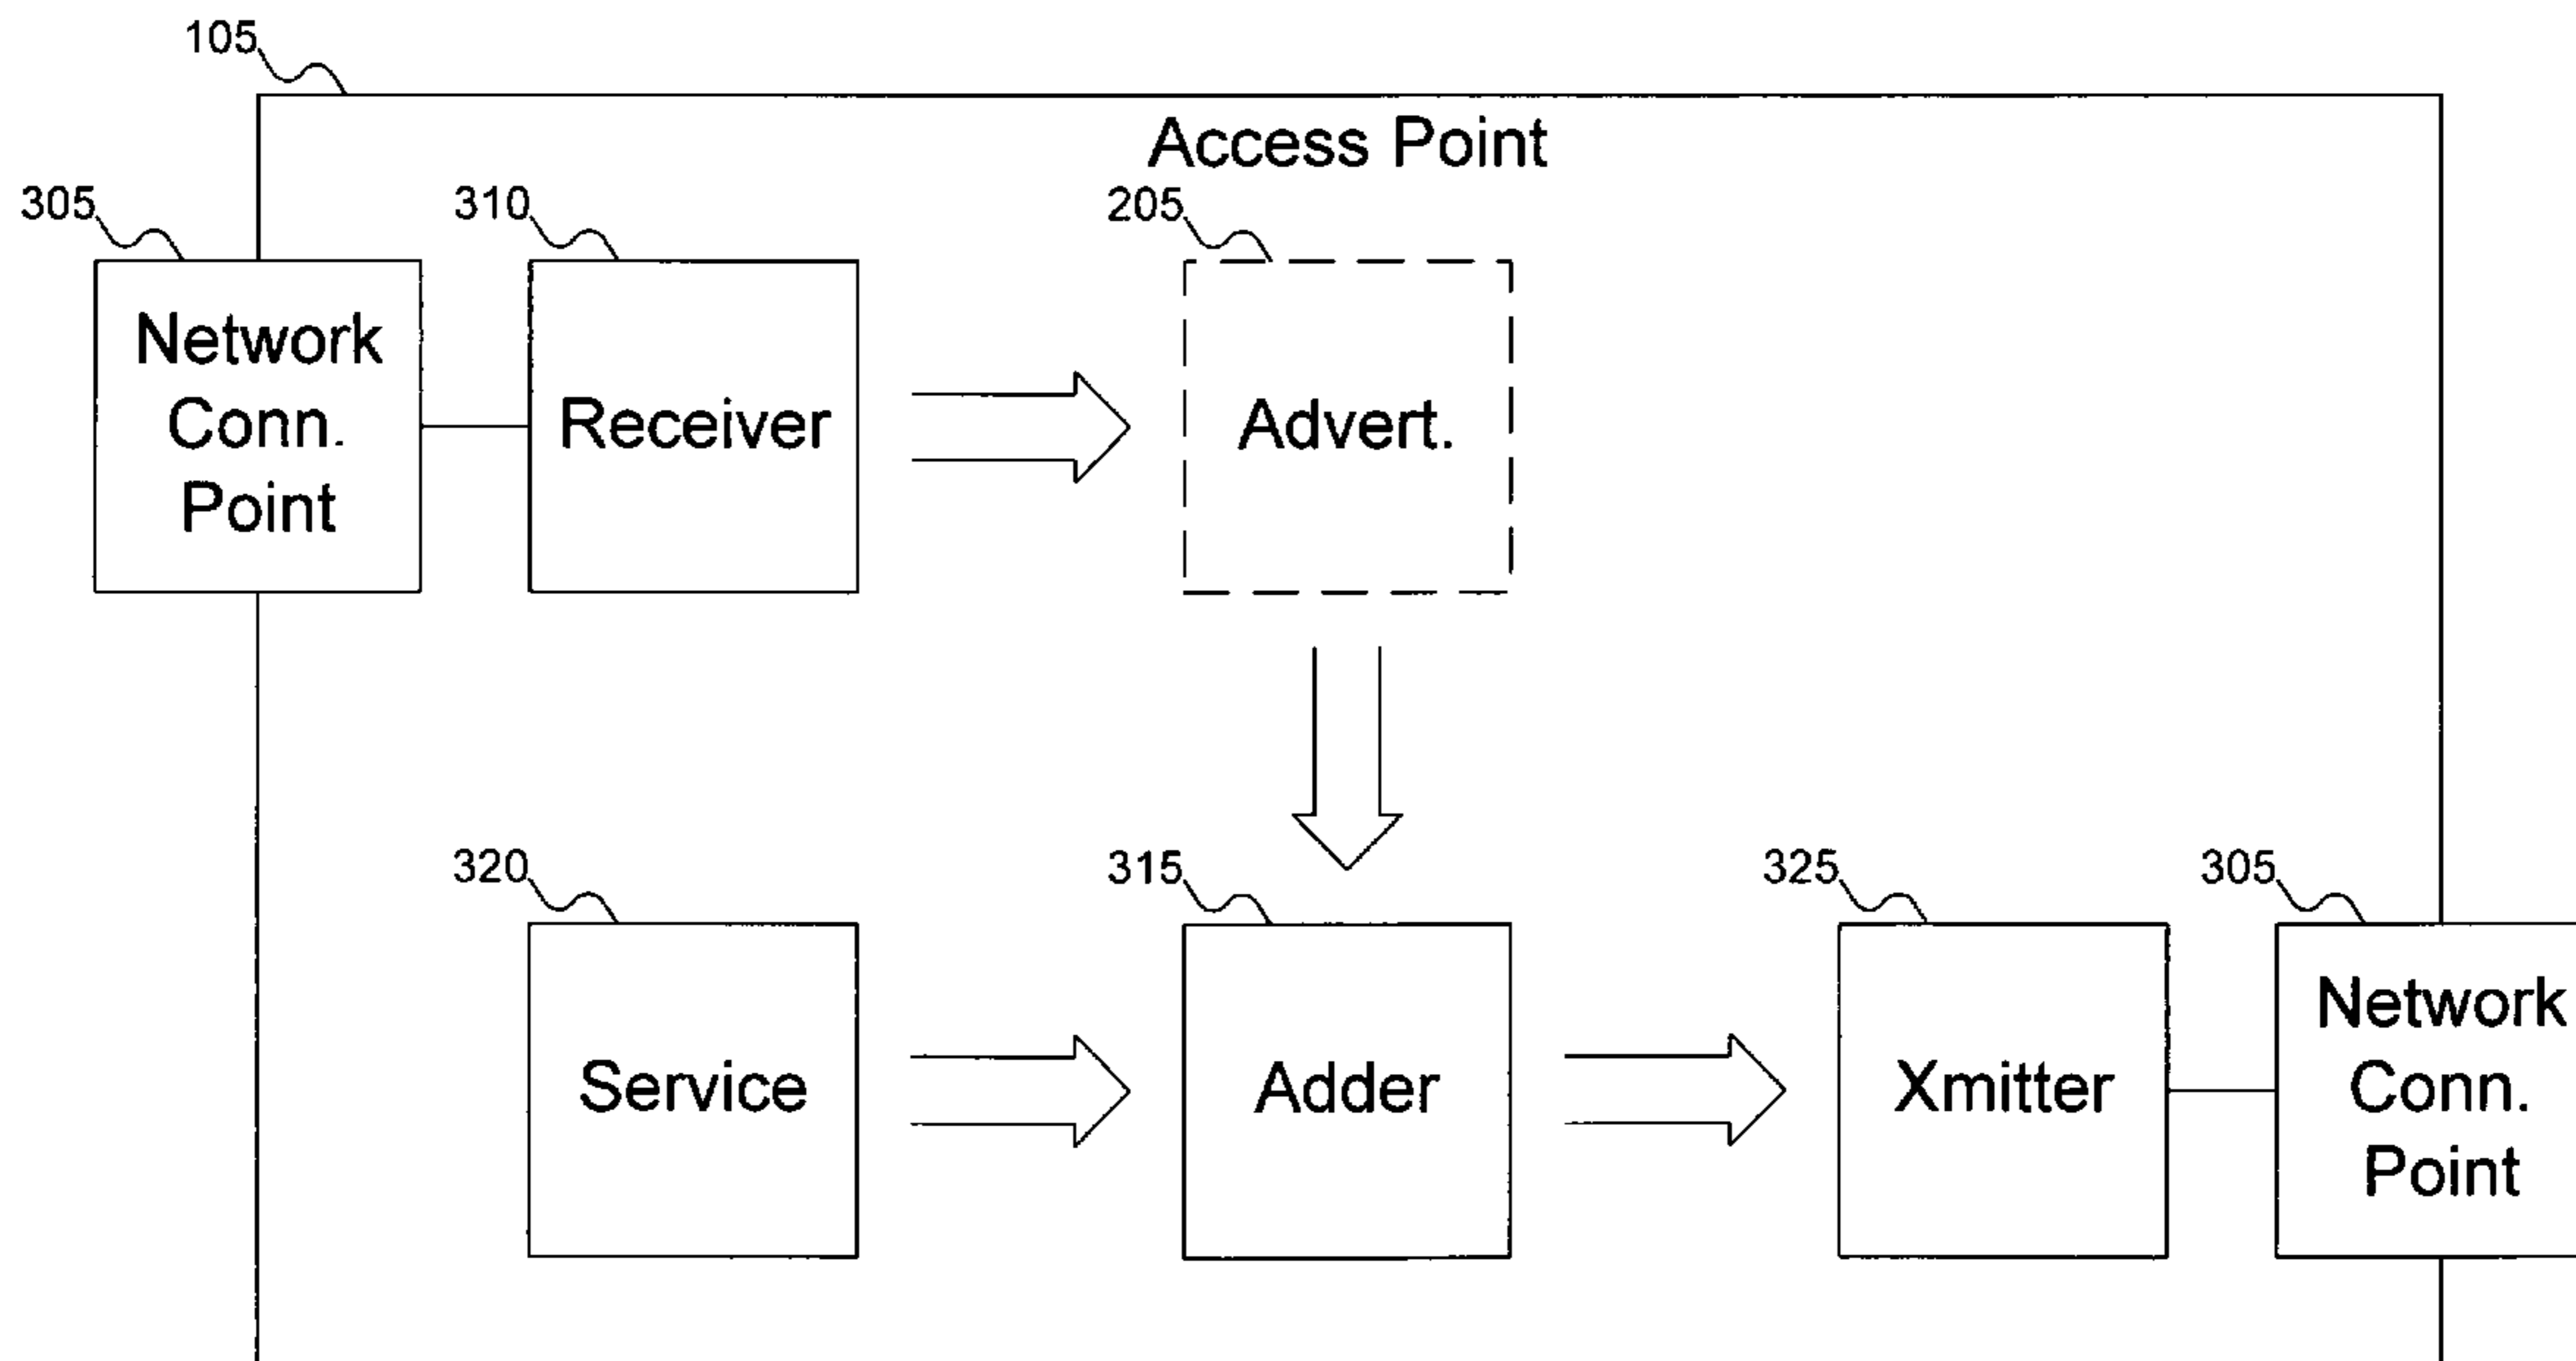 105
Access Point
305
310
205
Network
Conn.
Point
Receiver
Advert.
320
315
325
305
Service
Adder
Xmitter
Network
Conn.
Point